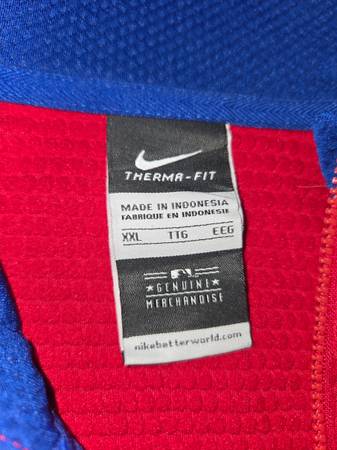 THERMA-FIT
MADE IN INDONESIA
FABRIQUE EN INDONESIE
XXL TTG EEG
GENUINE
MERCHANDISE
nikebetterworld.com